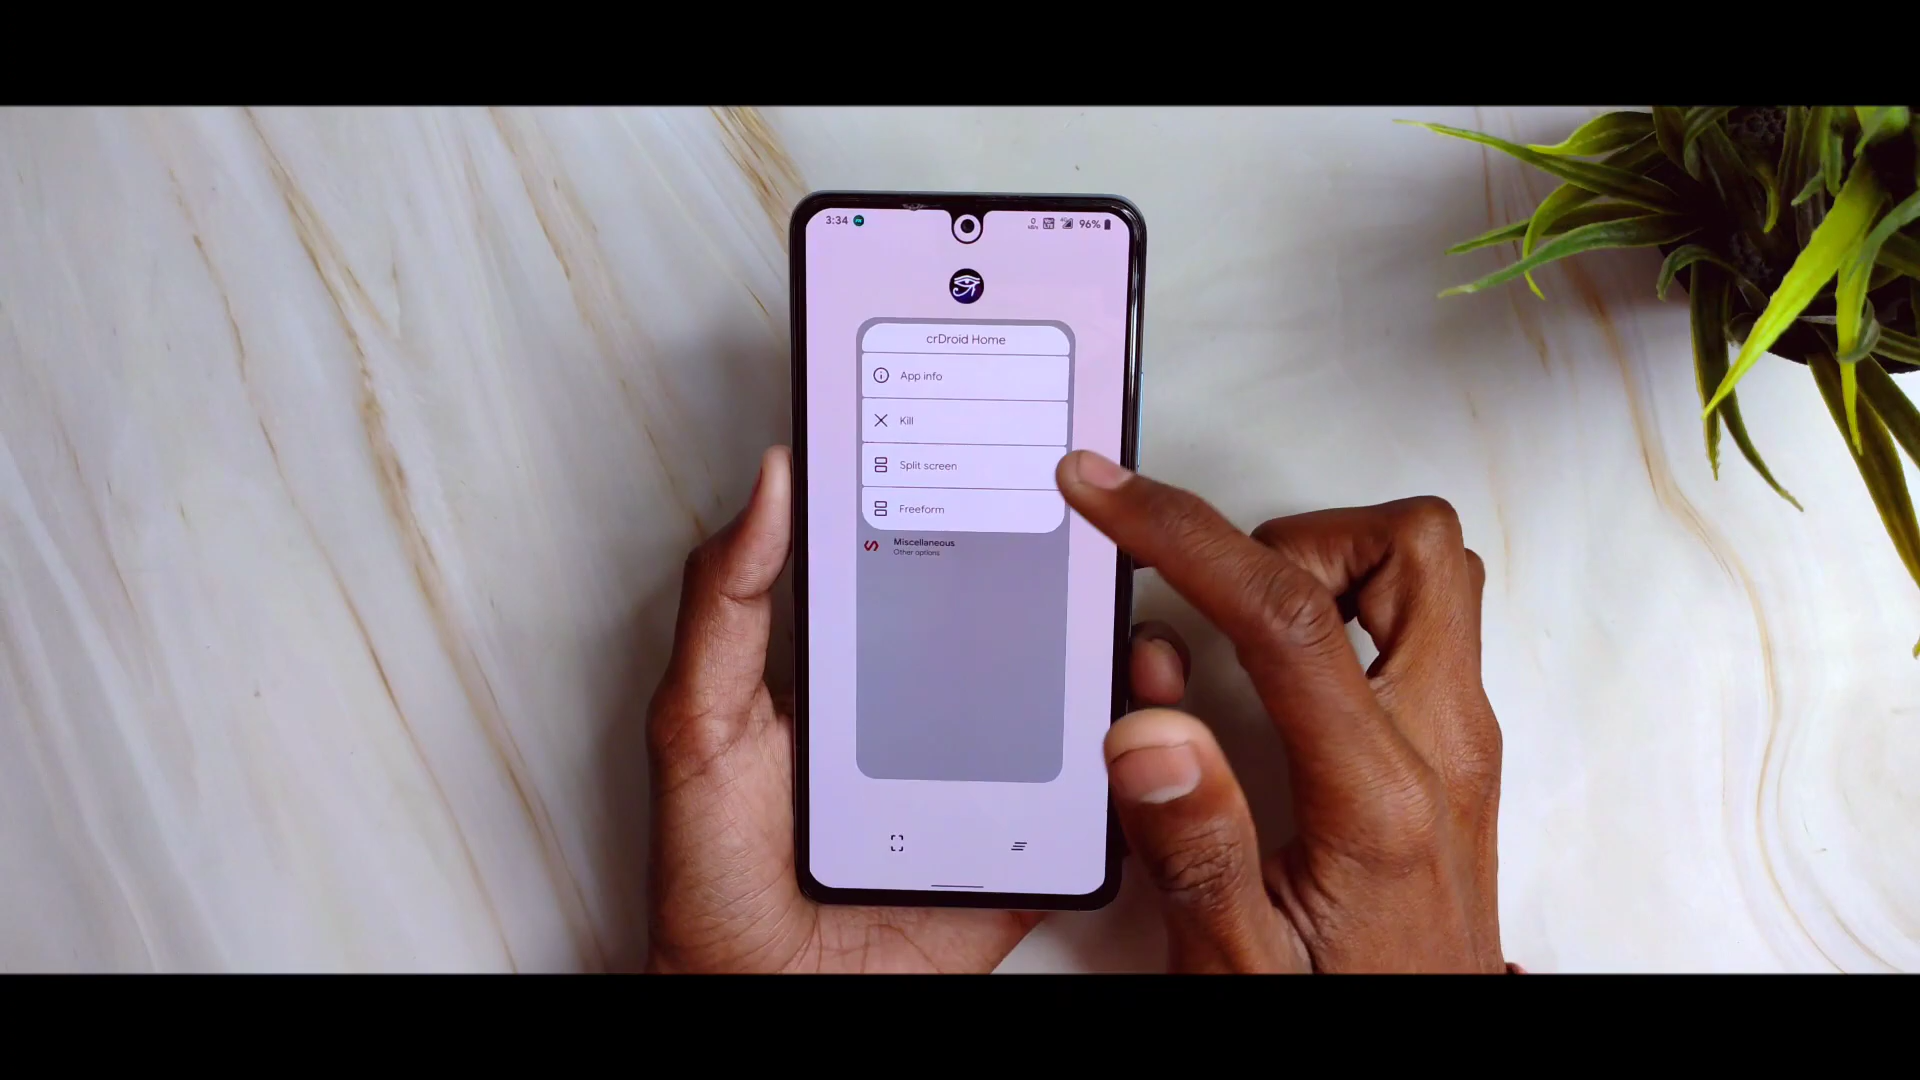 3:34
96%
crDroid Home
App info
Kill
Split screen
Freeform
Miscellaneous
Other options